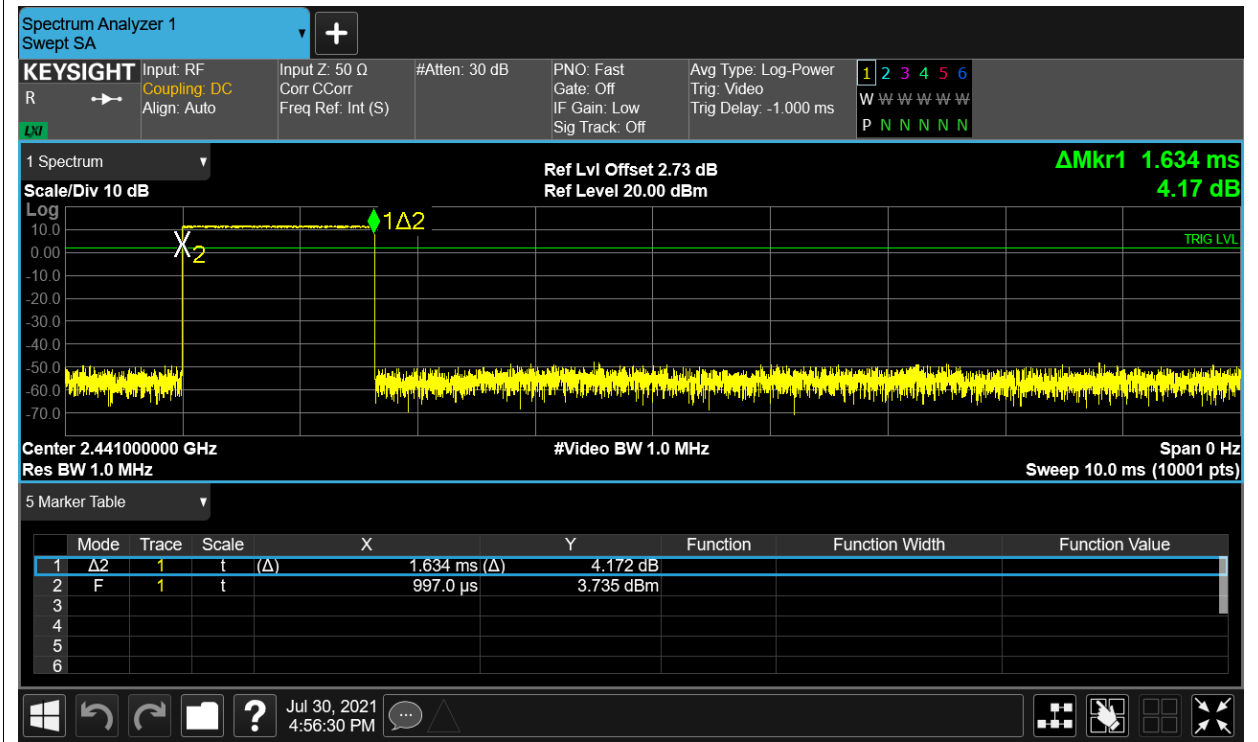 Spectrum Analyzer 1
Swept SA
+
KEYSIGHT
R
LXI
Input: RF
Coupling: DC
Align: Auto
Input Z: 50 Ω
Corr CCorr
Freq Ref: Int (S)
#Atten: 30 dB
PNO: Fast
Gate: Off
IF Gain: Low
Sig Track: Off
Avg Type: Log-Power
Trig: Video
Trig Delay: -1.000 ms
1 2 3 4 5 6
W W W W W W
P N N N N N
1 Spectrum
Scale/Div 10 dB
Ref Lvl Offset 2.73 dB
Ref Level 20.00 dBm
ΔMkr1 1.634 ms
4.17 dB
Log
10.0
0.00
-10.0
-20.0
-30.0
-40.0
-50.0
-60.0
-70.0
X
2
1Δ2
TRIG LVL
Center 2.441000000 GHz
Res BW 1.0 MHz
#Video BW 1.0 MHz
Span 0 Hz
Sweep 10.0 ms (10001 pts)
5 Marker Table
Mode Trace Scale X Y Function Function Width Function Value
1 Δ2 1 t (Δ) 1.634 ms (Δ) 4.172 dB
2 F 1 t 997.0 µs 3.735 dBm
3
4
5
6
?
Jul 30, 2021
4:56:30 PM